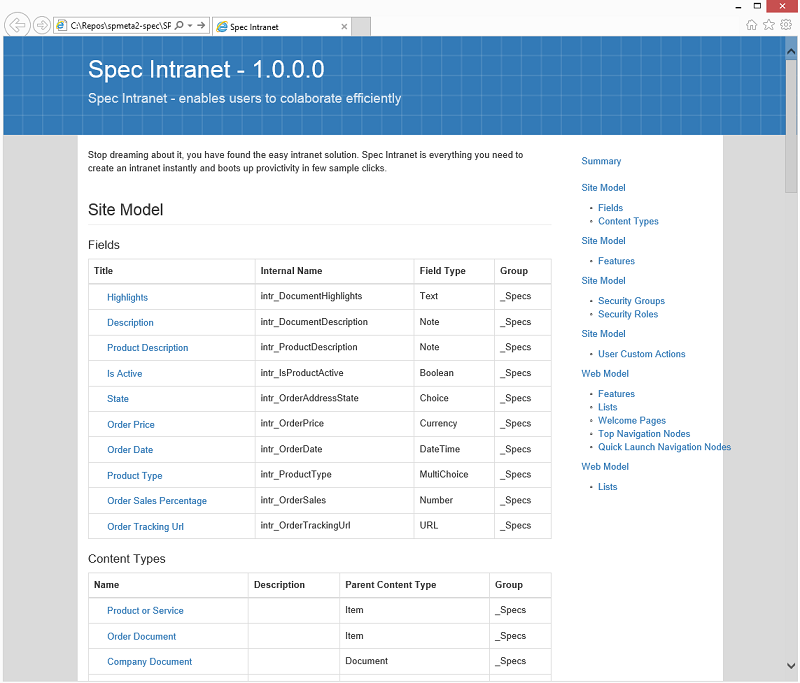 C:\Repos\spmeta2-spec\SP
Spec Intranet
Spec Intranet - 1.0.0.0
Spec Intranet - enables users to colaborate efficiently
Stop dreaming about it, you have found the easy intranet solution. Spec Intranet is everything you need to
create an intranet instantly and boots up provictivity in few sample clicks.
Site Model
Fields
Title Internal Name Field Type Group
Highlights intr_DocumentHighlights Text _Specs
Description intr_DocumentDescription Note _Specs
Product Description intr_ProductDescription Note _Specs
Is Active intr_IsProductActive Boolean _Specs
State intr_OrderAddressState Choice _Specs
Order Price intr_OrderPrice Currency _Specs
Order Date intr_OrderDate DateTime _Specs
Product Type intr_ProductType MultiChoice _Specs
Order Sales Percentage intr_OrderSales Number _Specs
Order Tracking Url intr_OrderTrackingUrl URL _Specs
Content Types
Name Description Parent Content Type Group
Product or Service Item _Specs
Order Document Item _Specs
Company Document Document _Specs
Summary
Site Model
Fields
Content Types
Site Model
Features
Site Model
Security Groups
Security Roles
Site Model
User Custom Actions
Web Model
Features
Lists
Welcome Pages
Top Navigation Nodes
Quick Launch Navigation Nodes
Web Model
Lists